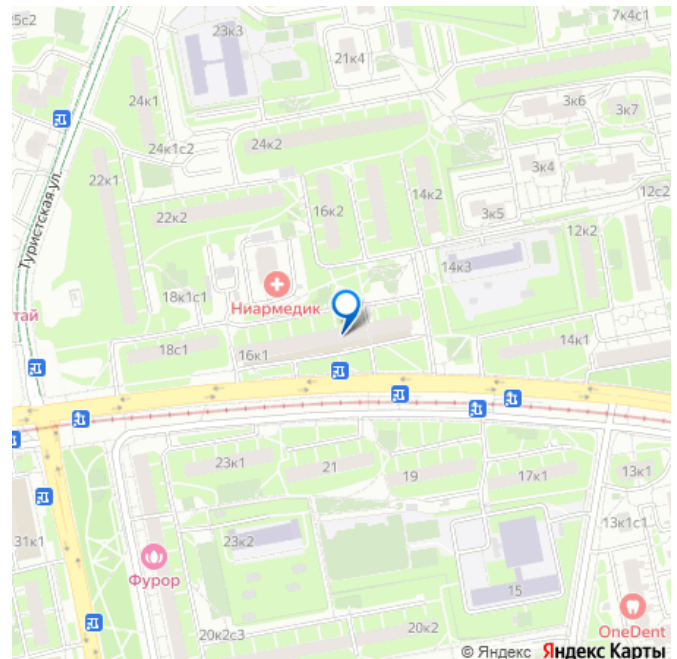 25с2
23к3
7к4с1
21к4
24к1
3к6
3к7
24к1с2
24к2
3к4
22к1
14к2
12с2
16к2
22к2
3к5
Туристская ул.
12к2
14к3
18к1с1
Ниармедик
тай
18с1
16к1
14к1
23к1
21
19
17к1
13к1
13к1с1
31к1
23к2
Фурор
15
20к2с3
20к2
OneDent
© Яндекс Яндекс Карты